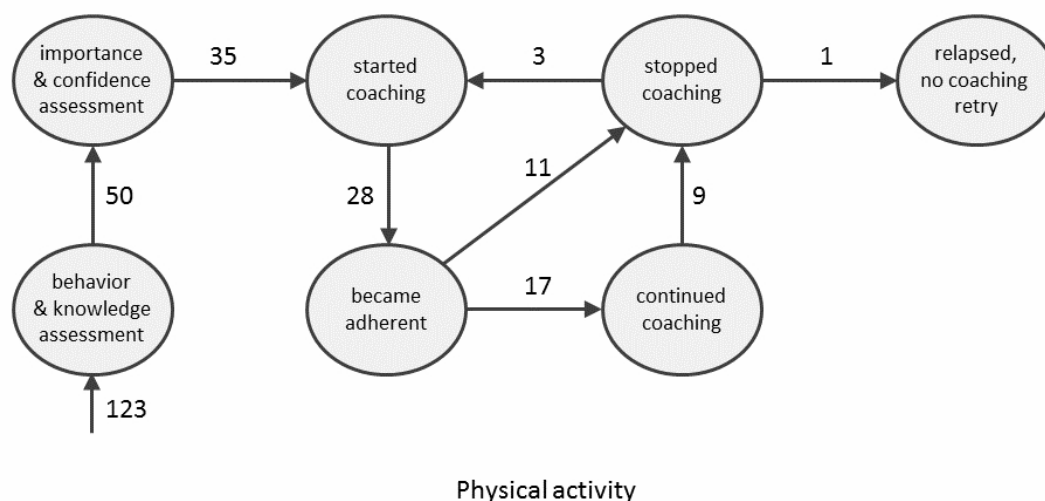 importance
& confidence
assessment
35
started
coaching
3
stopped
coaching
1
relapsed,
no coaching
retry
50
28
11
9
behavior
& knowledge
assessment
became
adherent
17
continued
coaching
123
Physical activity